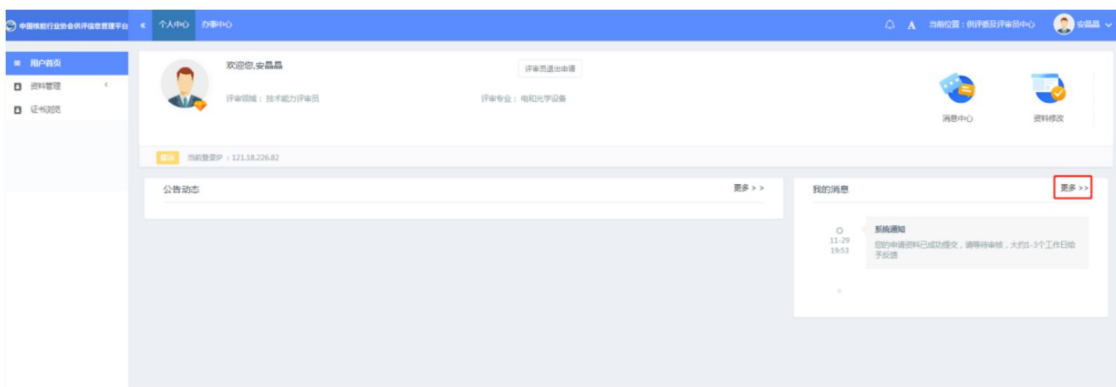 中国核能行业协会供评信息管理平台 « 个人中心 办事中心 A 当前位置：供评委及评审员中心 安晶晶
用户首页
资料管理
证书浏览
欢迎您,安晶晶
评审员退出申请
评审领域： 技术能力评审员 评审专业： 电和光学设备
消息中心 资料修改
当前登录IP ：121.18.226.82
公告动态 更多 > >
我的消息 更多 >>
系统通知
11-29
19:53
您的申请资料已成功提交，请等待审核，大约1-3个工作日给
予反馈